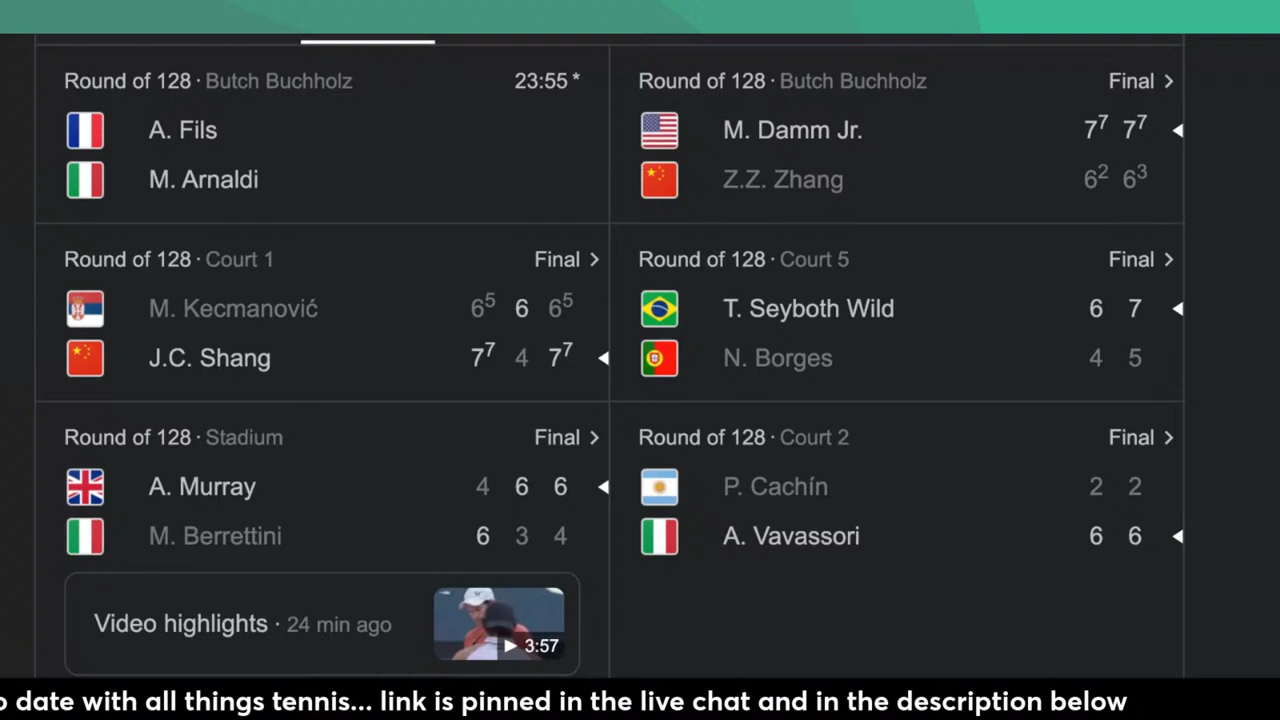 Round of 128 · Butch Buchholz 23:55 *
A. Fils
M. Arnaldi
Round of 128 · Butch Buchholz Final >
M. Damm Jr. 7⁷ 7⁷
Z.Z. Zhang 6² 6³
Round of 128 · Court 1 Final >
M. Kecmanović 6⁵ 6 6⁵
J.C. Shang 7⁷ 4 7⁷
Round of 128 · Court 5 Final >
T. Seyboth Wild 6 7
N. Borges 4 5
Round of 128 · Stadium Final >
A. Murray 4 6 6
M. Berrettini 6 3 4
Video highlights · 24 min ago
3:57
Round of 128 · Court 2 Final >
P. Cachín 2 2
A. Vavassori 6 6
date with all things tennis... link is pinned in the live chat and in the description below